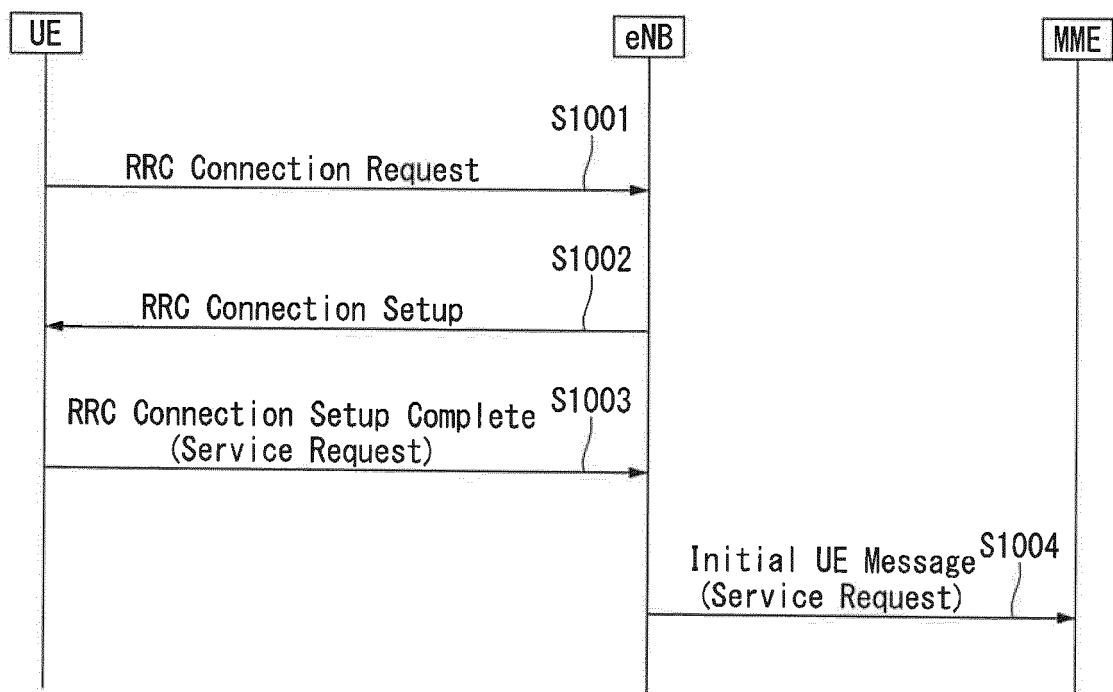 UE
eNB
MME
S1001
RRC Connection Request
S1002
RRC Connection Setup
S1003
RRC Connection Setup Complete
(Service Request)
S1004
Initial UE Message
(Service Request)